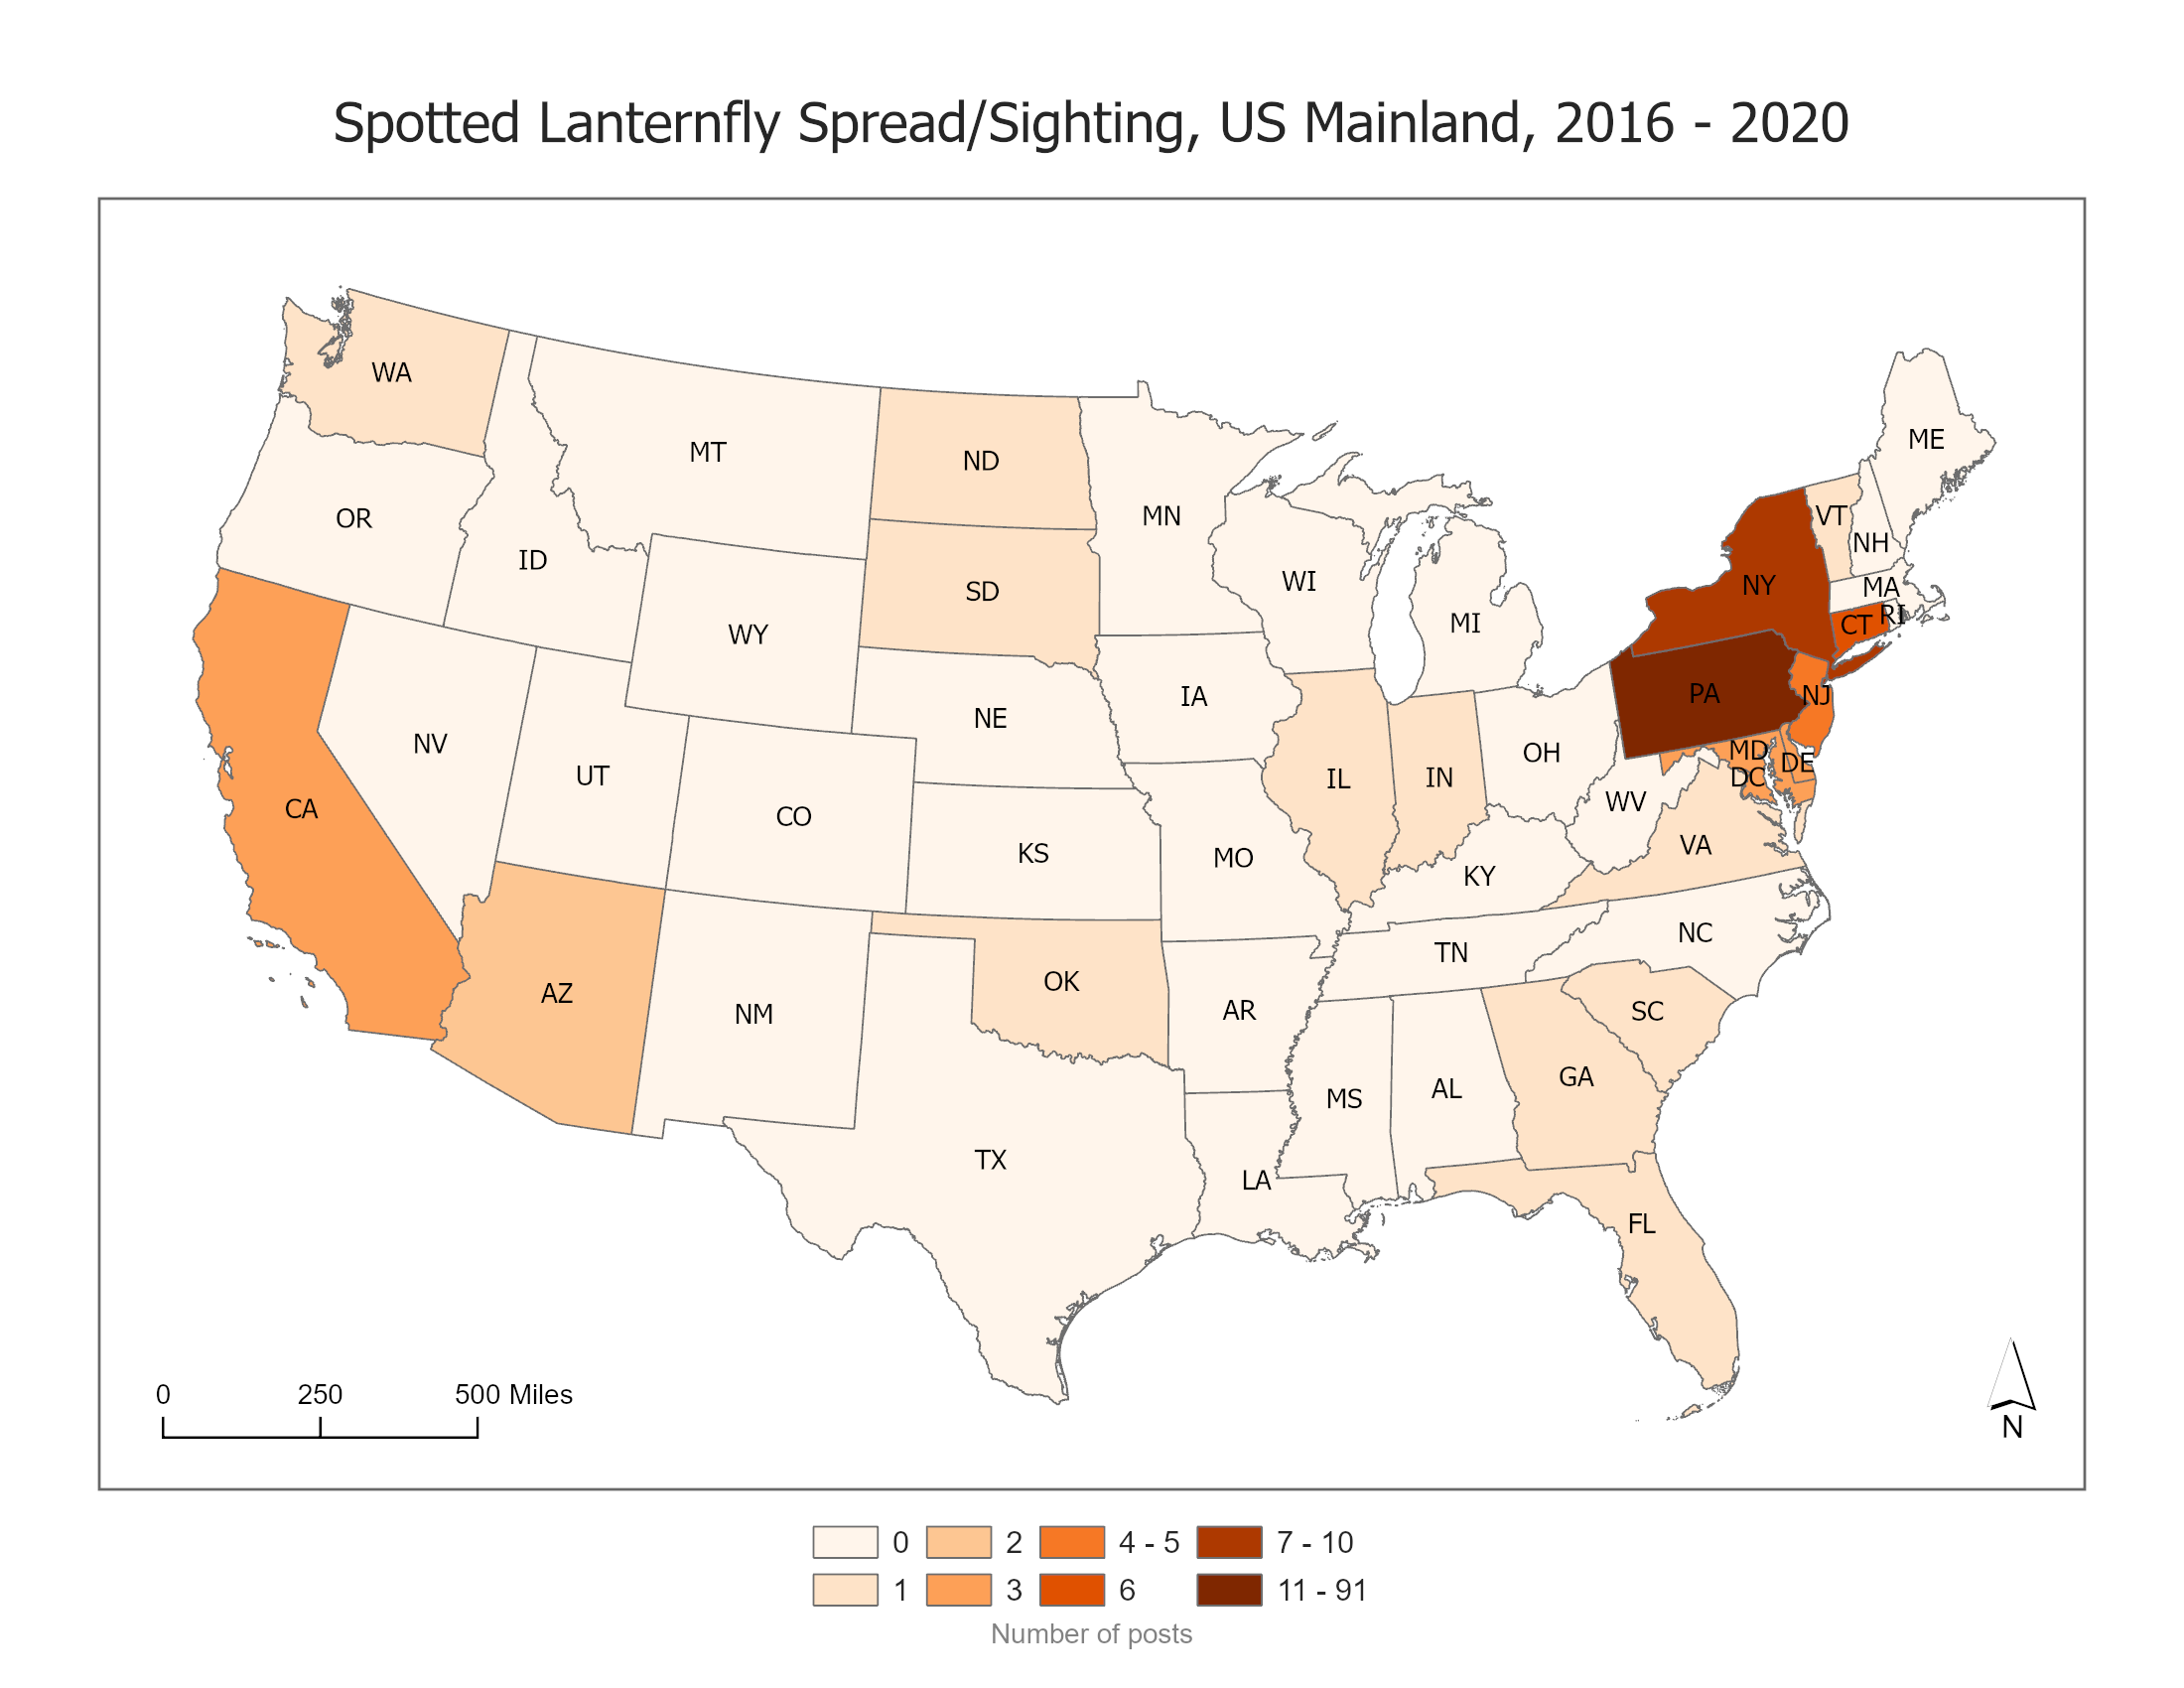 Spotted Lanternfly Spread/Sighting, US Mainland, 2016 - 2020
WA
MT
ND
ME
OR
MN
VT
ID
NH
SD
WI
NY
MA
RI
WY
MI
CT
IA
PA
NJ
NE
NV
OH
MD
UT
IL
IN
DE
DC
CA
CO
WV
KS
MO
VA
KY
NC
TN
OK
AZ
NM
AR
SC
GA
MS
AL
TX
LA
FL
0 250 500 Miles
N
0 2 4 - 5 7 - 10
1 3 6 11 - 91
Number of posts